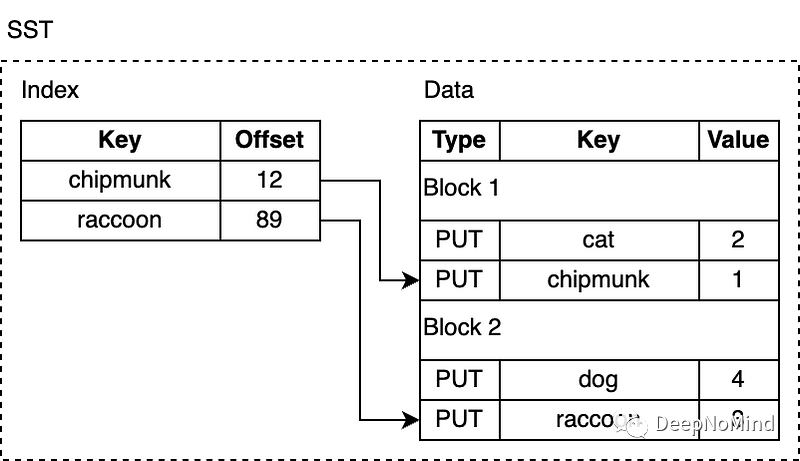 SST
Index
Key Offset
chipmunk 12
raccoon 89
Data
Type Key Value
Block 1
PUT cat 2
PUT chipmunk 1
Block 2
PUT dog 4
PUT raccoon
DeepNoMind